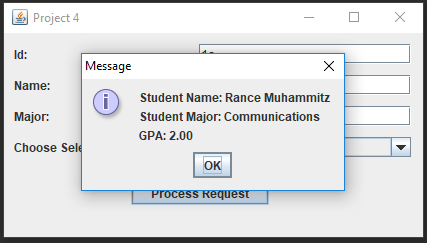 Project 4
Id:
Message
Name:
Student Name: Rance Muhammitz
Major:
Student Major: Communications
GPA: 2.00
Choose Sele
OK
Process Request